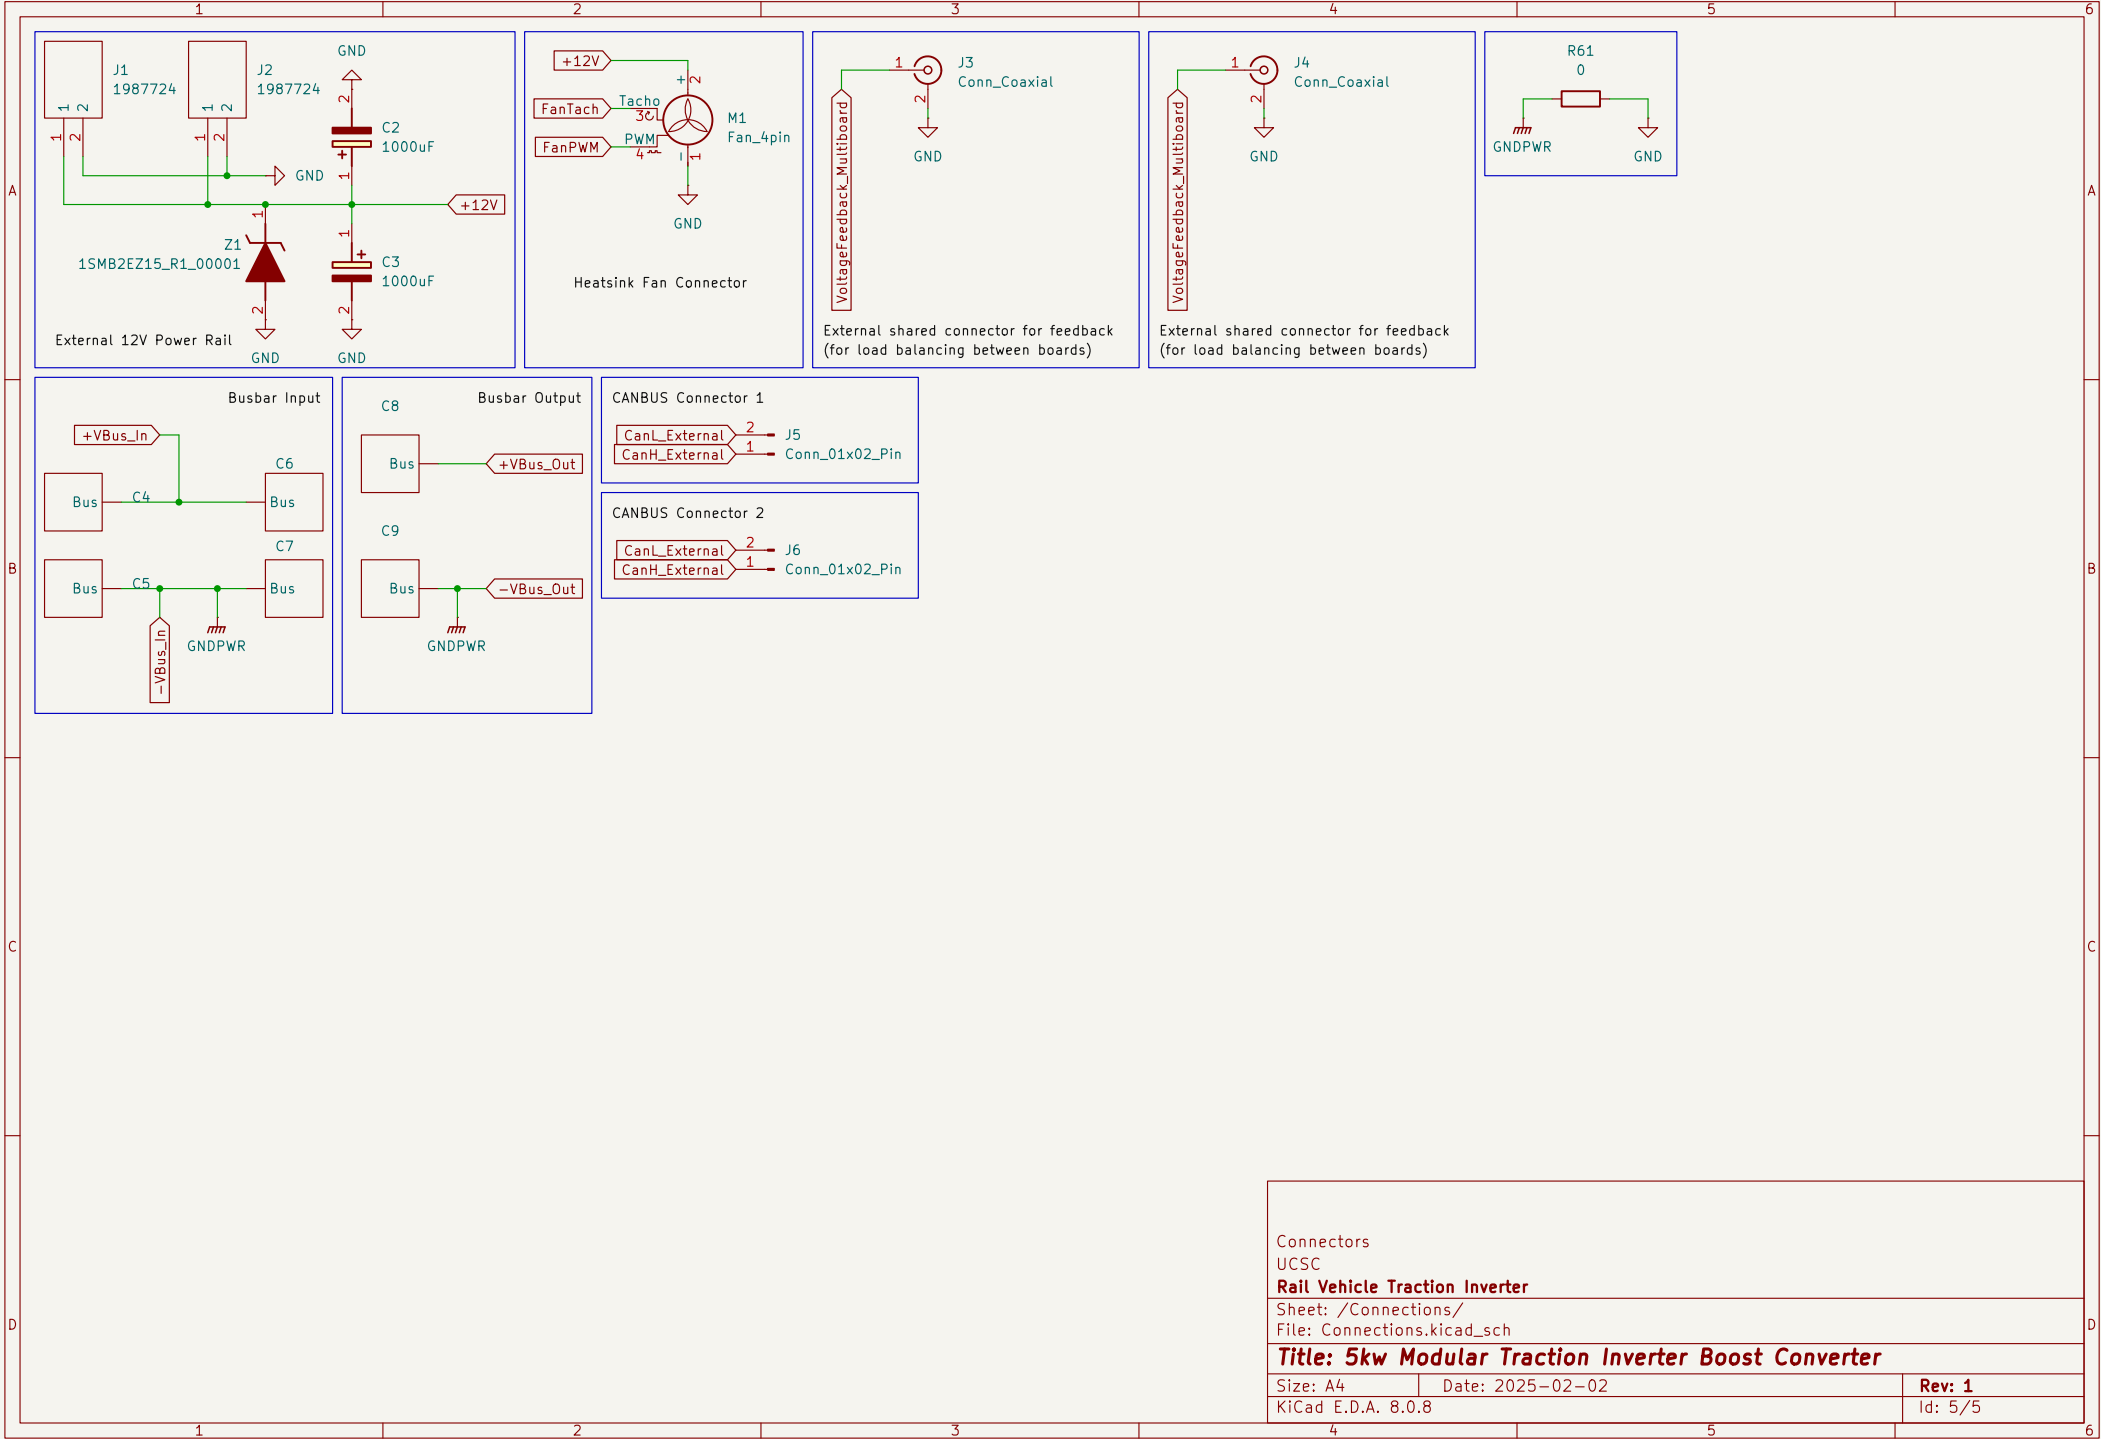 1 2 3 4 5 6
A A
B B
C C
D D
J1
1987724
1 2
1 2
J2
1987724
1 2
1 2
GND
2
C2
1000uF
1
GND
+12V
1
Z1
1SMB2EZ15_R1_00001
2
GND
1
C3
1000uF
2
GND
External 12V Power Rail
+12V
+ 2
FanTach
Tacho
3
FanPWM
PWM
4
M1
Fan_4pin
- 1
GND
Heatsink Fan Connector
1
J3
Conn_Coaxial
2
GND
VoltageFeedback_Multiboard
External shared connector for feedback
(for load balancing between boards)
1
J4
Conn_Coaxial
2
GND
VoltageFeedback_Multiboard
External shared connector for feedback
(for load balancing between boards)
R61
0
GNDPWR
GND
Busbar Input
+VBus_In
Bus
C4
C6
Bus
C7
Bus
C5
Bus
-VBus_In
GNDPWR
Busbar Output
C8
Bus
+VBus_Out
C9
Bus
-VBus_Out
GNDPWR
CANBUS Connector 1
CanL_External 2
J5
CanH_External 1
Conn_01x02_Pin
CANBUS Connector 2
CanL_External 2
J6
CanH_External 1
Conn_01x02_Pin
Connectors
UCSC
Rail Vehicle Traction Inverter
Sheet: /Connections/
File: Connections.kicad_sch
Title: 5kw Modular Traction Inverter Boost Converter
Size: A4 Date: 2025-02-02 Rev: 1
KiCad E.D.A. 8.0.8 Id: 5/5
1 2 3 4 5 6